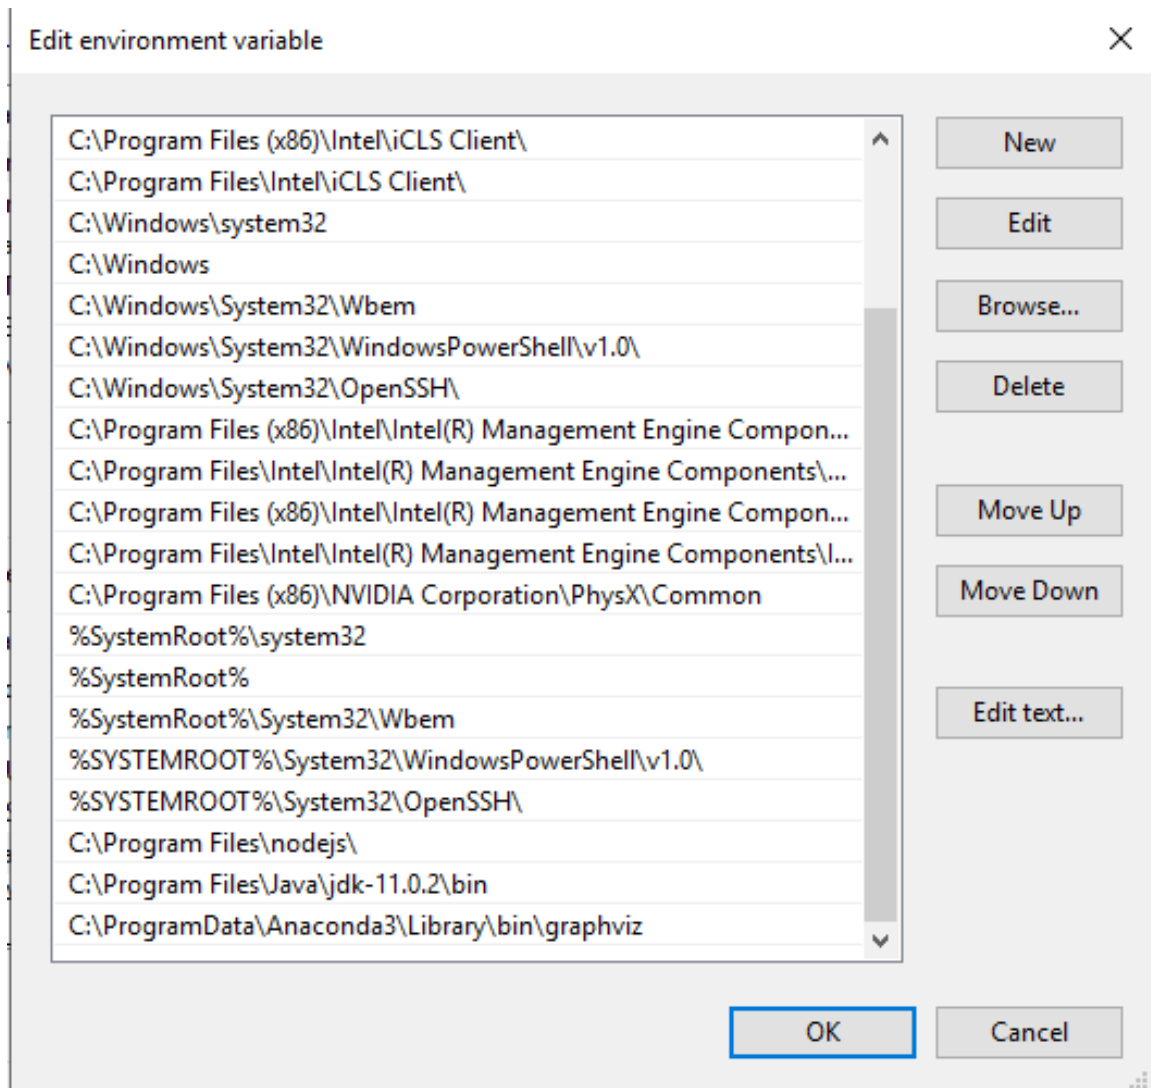 Edit environment variable
C:\Program Files (x86)\Intel\iCLS Client\
C:\Program Files\Intel\iCLS Client\
C:\Windows\system32
C:\Windows
C:\Windows\System32\Wbem
C:\Windows\System32\WindowsPowerShell\v1.0\
C:\Windows\System32\OpenSSH\
C:\Program Files (x86)\Intel\Intel(R) Management Engine Compon...
C:\Program Files\Intel\Intel(R) Management Engine Components\...
C:\Program Files (x86)\Intel\Intel(R) Management Engine Compon...
C:\Program Files\Intel\Intel(R) Management Engine Components\I...
C:\Program Files (x86)\NVIDIA Corporation\PhysX\Common
%SystemRoot%\system32
%SystemRoot%
%SystemRoot%\System32\Wbem
%SYSTEMROOT%\System32\WindowsPowerShell\v1.0\
%SYSTEMROOT%\System32\OpenSSH\
C:\Program Files\nodejs\
C:\Program Files\Java\jdk-11.0.2\bin
C:\ProgramData\Anaconda3\Library\bin\graphviz
New
Edit
Browse...
Delete
Move Up
Move Down
Edit text...
OK
Cancel